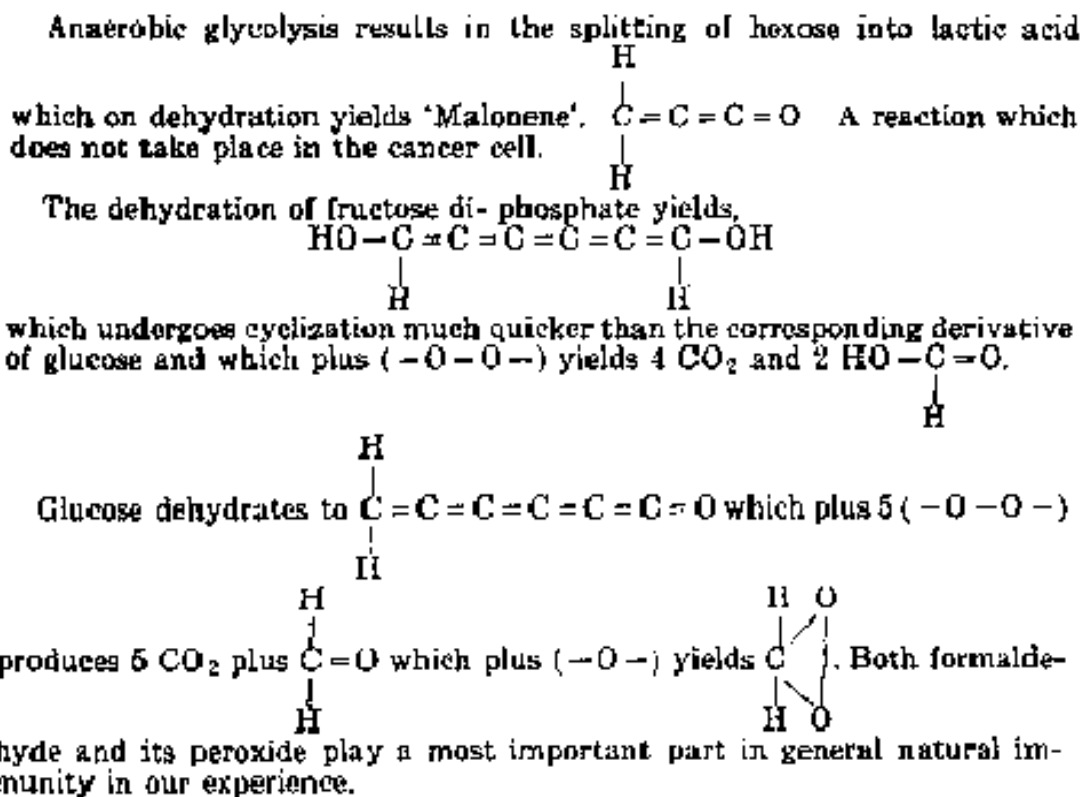 Anaerobic glycolysis results in the splitting of hexose into lactic acid
H
which on dehydration yields ‘Malonene’. C = C = C = O A reaction which
does not take place in the cancer cell.
H
The dehydration of fructose di- phosphate yields,
HO – C = C = C = C = C = C – OH
H H
which undergoes cyclization much quicker than the corresponding derivative
of glucose and which plus ( – O – O – ) yields 4 CO₂ and 2 HO – C = O.
H
H
Glucose dehydrates to C = C = C = C = C = C = O which plus 5 ( – O – O – )
H
H H O
produces 5 CO₂ plus C = O which plus ( – O – ) yields C . Both formalde-
H H O
hyde and its peroxide play a most important part in general natural im-
munity in our experience.